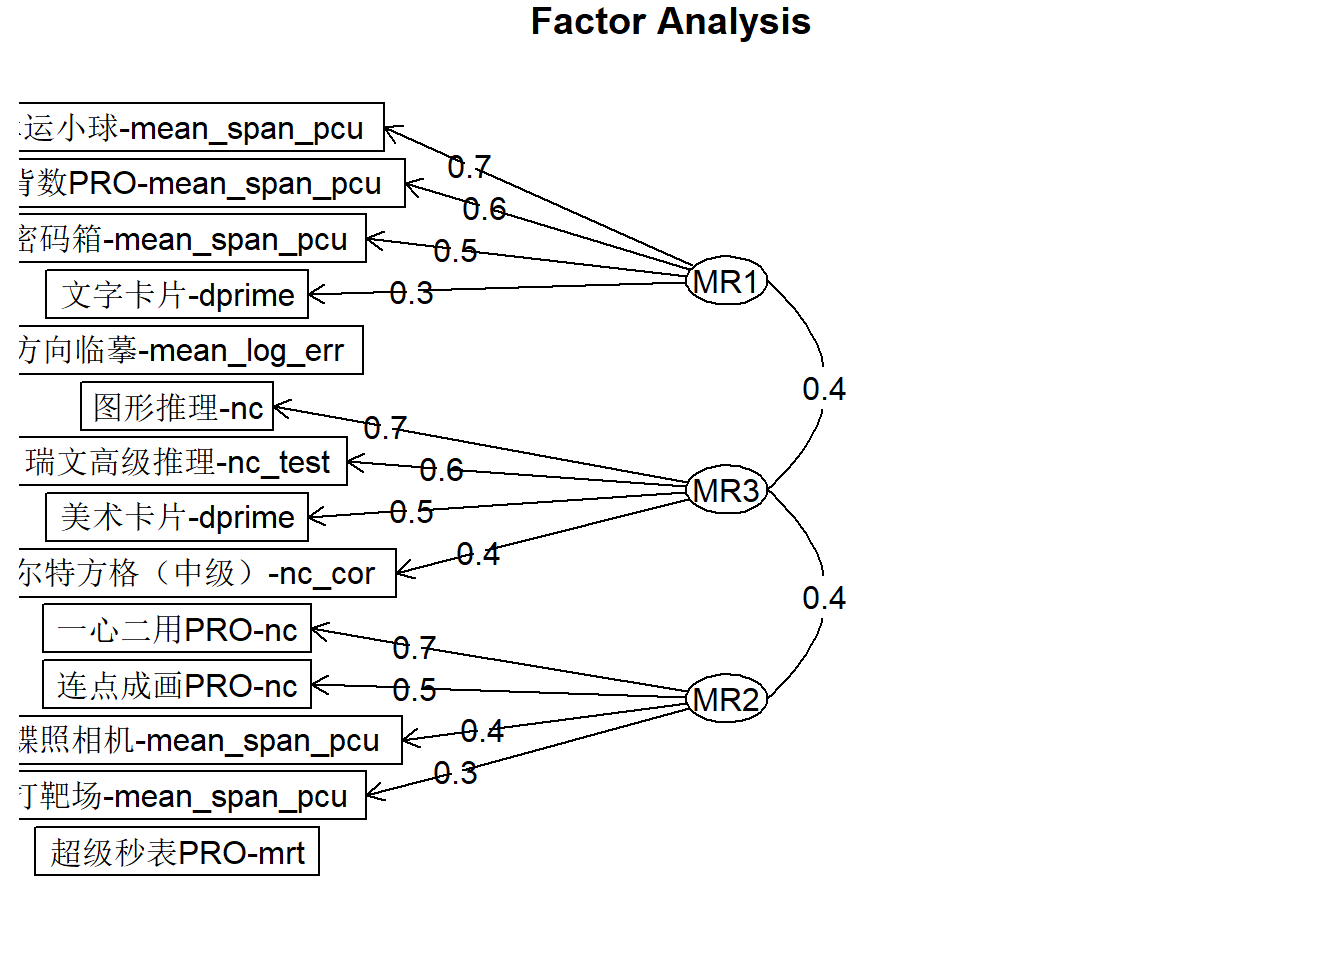 Factor Analysis
运小球-mean_span_pcu
0.7
背数PRO-mean_span_pcu
0.6
密码箱-mean_span_pcu
0.5
MR1
文字卡片-dprime
0.3
方向临摹-mean_log_err
图形推理-nc
0.4
0.7
瑞文高级推理-nc_test
0.6
MR3
美术卡片-dprime
0.5
尔特方格（中级）-nc_cor
0.4
0.4
一心二用PRO-nc
0.7
连点成画PRO-nc
0.5
MR2
照相机-mean_span_pcu
0.4
打靶场-mean_span_pcu
0.3
超级秒表PRO-mrt